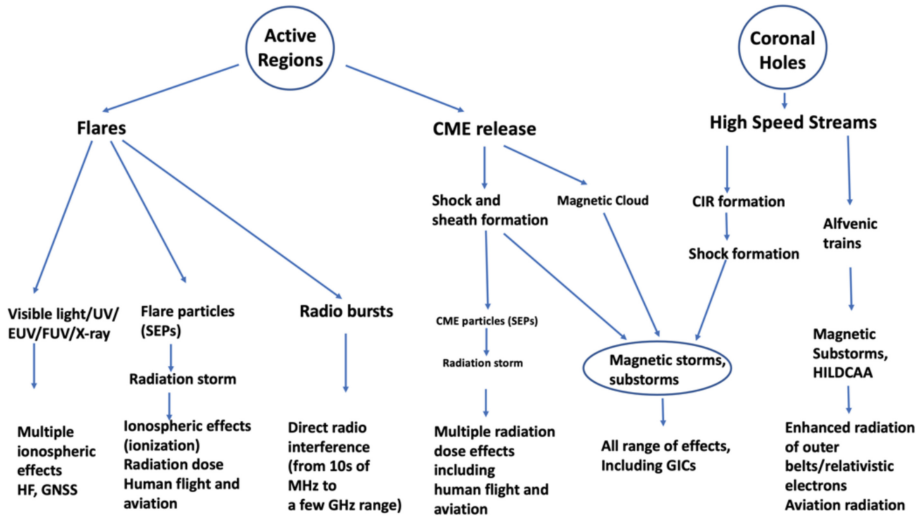 Active
Regions
Coronal
Holes
Flares
CME release
High Speed Streams
Shock and
sheath formation
Magnetic Cloud
CIR formation
Alfvenic
trains
Shock formation
Visible light/UV/
EUV/FUV/X-ray
Flare particles
(SEPs)
Radio bursts
CME particles (SEPs)
Magnetic
Substorms,
HILDCAA
Radiation storm
Radiation storm
Magnetic storms,
substorms
Multiple
ionospheric
effects
HF, GNSS
Ionospheric effects
(ionization)
Radiation dose
Human flight and
aviation
Direct radio
interference
(from 10s of
MHz to
a few GHz range)
Multiple radiation
dose effects
including
human flight and
aviation
All range of effects,
Including GICs
Enhanced radiation
of outer
belts/relativistic
electrons
Aviation radiation